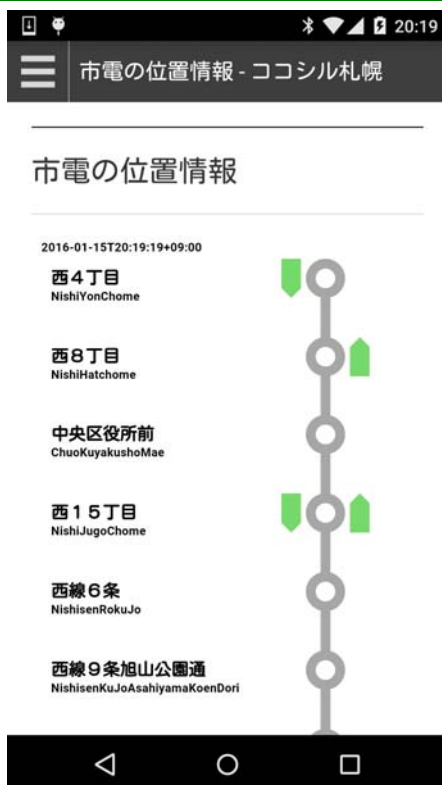 20:19
市電の位置情報 - ココシル札幌
市電の位置情報
2016-01-15T20:19:19+09:00
西4丁目
NishiYonChome
西8丁目
NishiHatchome
中央区役所前
ChuoKuyakushoMae
西15丁目
NishiJugoChome
西線6条
NishisenRokuJo
西線9条旭山公園通
NishisenKuJoAsahiyamaKoenDori